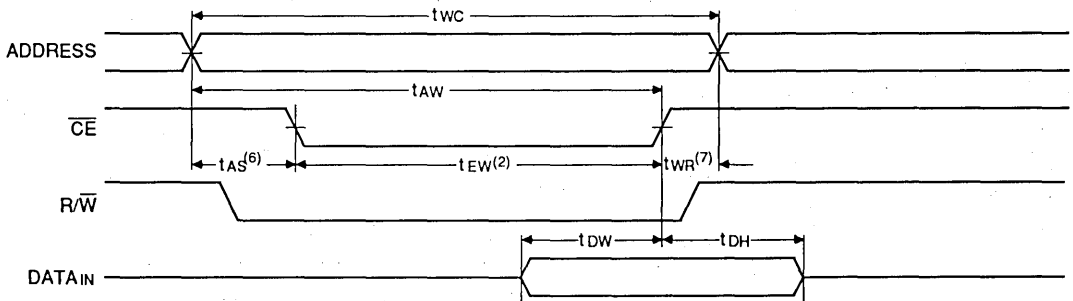 tWC
ADDRESS
tAW
CE
tAS(6)
tEW(2)
tWR(7)
R/W
tDW
tDH
DATAIN